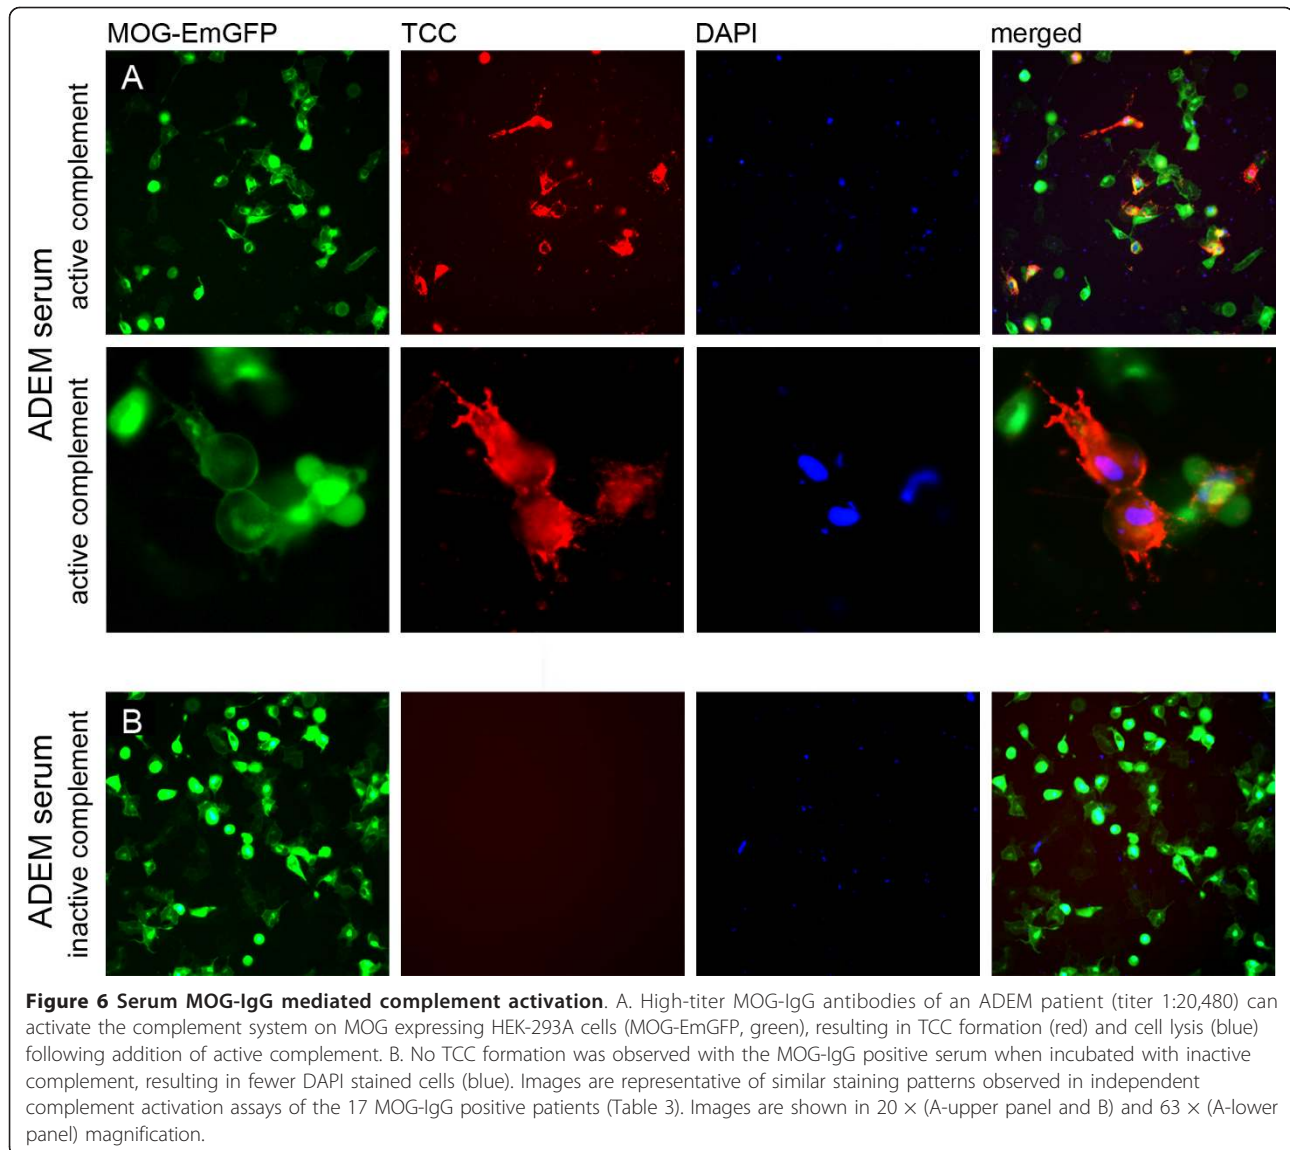 MOG-EmGFP TCC DAPI merged
A
ADEM serum
active complement
active complement
B
ADEM serum
inactive complement
Figure 6 Serum MOG-IgG mediated complement activation. A. High-titer MOG-IgG antibodies of an ADEM patient (titer 1:20,480) can
activate the complement system on MOG expressing HEK-293A cells (MOG-EmGFP, green), resulting in TCC formation (red) and cell lysis (blue)
following addition of active complement. B. No TCC formation was observed with the MOG-IgG positive serum when incubated with inactive
complement, resulting in fewer DAPI stained cells (blue). Images are representative of similar staining patterns observed in independent
complement activation assays of the 17 MOG-IgG positive patients (Table 3). Images are shown in 20 × (A-upper panel and B) and 63 × (A-lower
panel) magnification.